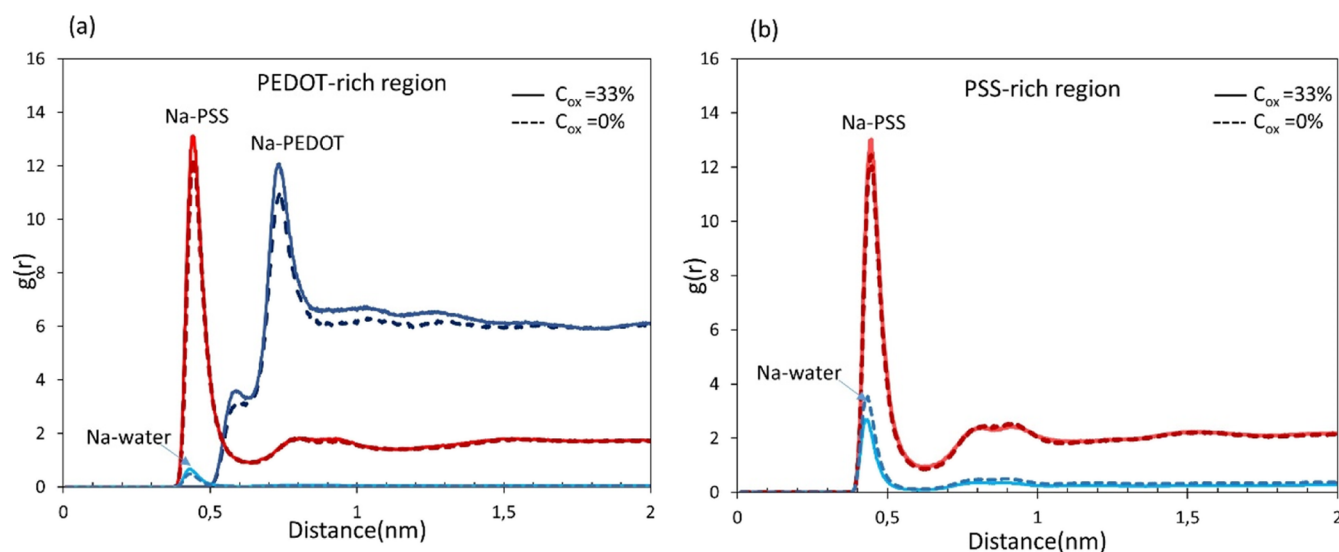 (a)
PEDOT-rich region
C ox =33%
C ox =0%
Na-PSS
Na-PEDOT
Na-water
g(r)
16
14
12
10
8
6
4
2
0
0
0,5
1
1,5
2
Distance(nm)
(b)
PSS-rich region
C ox =33%
C ox =0%
Na-PSS
Na-water
g(r)
16
14
12
10
8
6
4
2
0
0
0,5
1
1,5
2
Distance(nm)